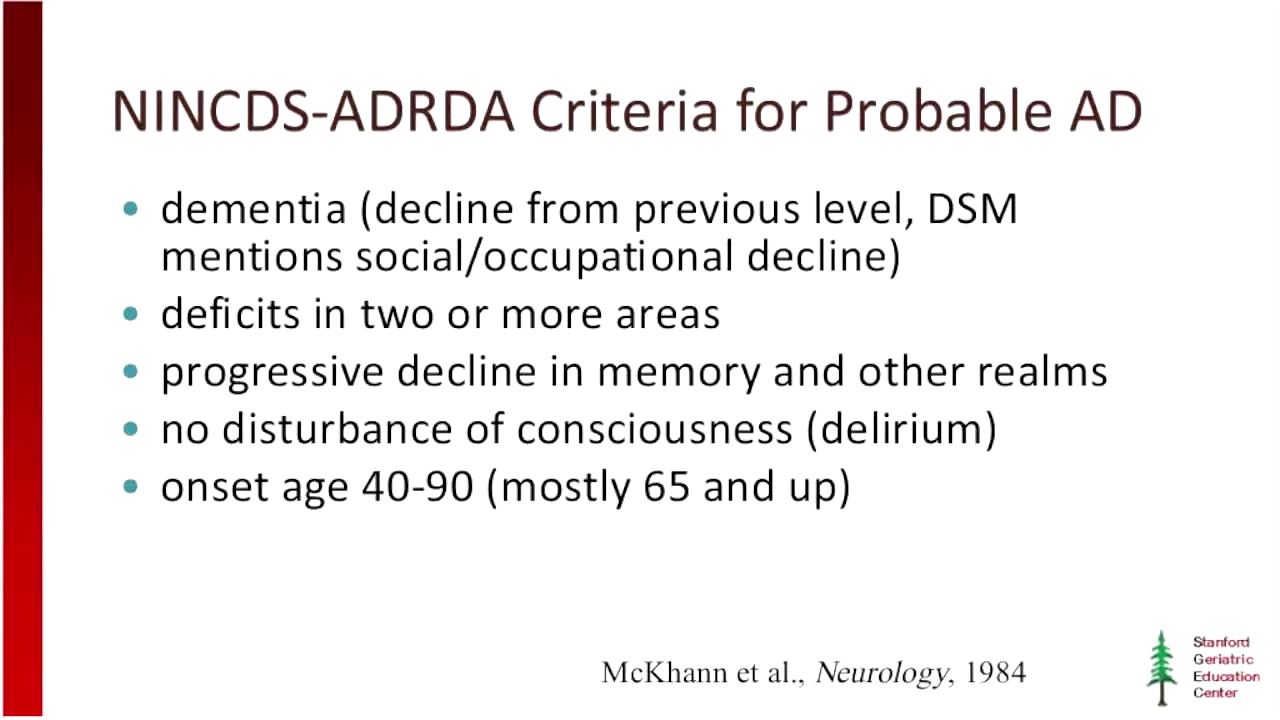 NINCDS-ADRDA Criteria for Probable AD
• dementia (decline from previous level, DSM
mentions social/occupational decline)
• deficits in two or more areas
• progressive decline in memory and other realms
• no disturbance of consciousness (delirium)
• onset age 40-90 (mostly 65 and up)
McKhann et al., Neurology, 1984
Stanford
Geriatric
Education
Center